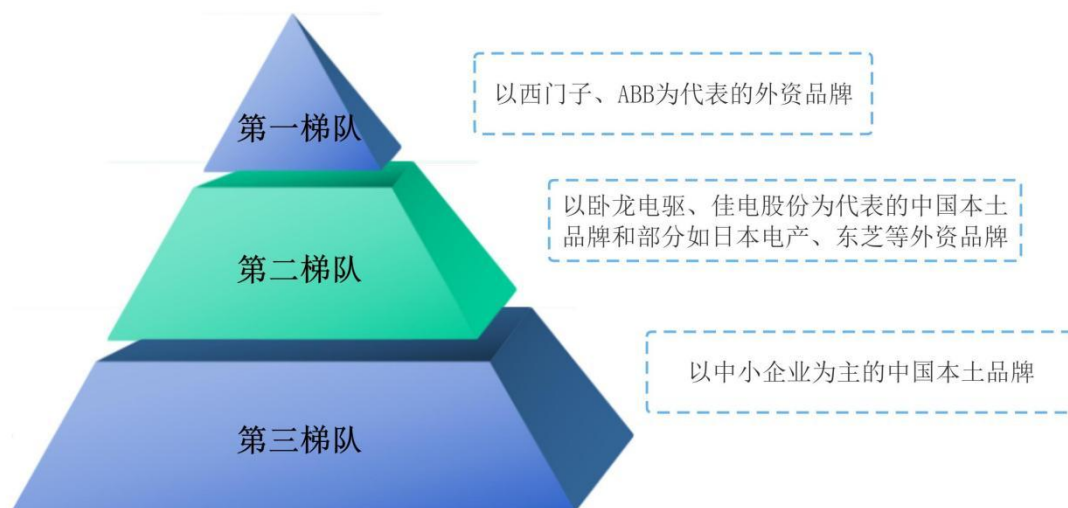 第一梯队
以西门子、ABB为代表的外资品牌
第二梯队
以卧龙电驱、佳电股份为代表的中国本土
品牌和部分如日本电产、东芝等外资品牌
第三梯队
以中小企业为主的中国本土品牌